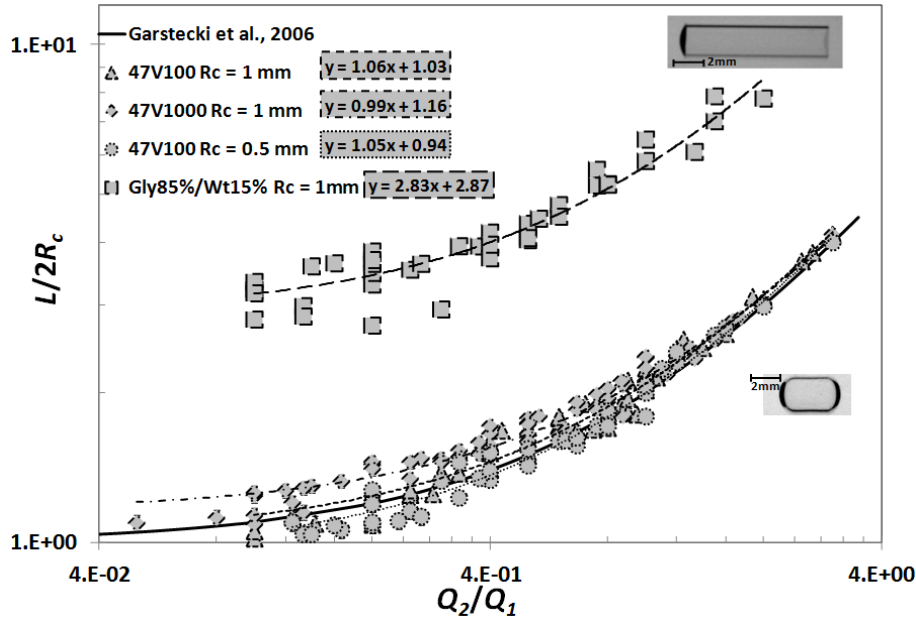 1.E+01
Garstecki et al., 2006
47V100 Rc = 1 mm y = 1.06x + 1.03
47V1000 Rc = 1 mm y = 0.99x + 1.16
47V100 Rc = 0.5 mm y = 1.05x + 0.94
Gly85%/Wt15% Rc = 1mm y = 2.83x + 2.87
2mm
L/2Rc
2mm
1.E+00
4.E-02 4.E-01 4.E+00
Q2/Q1